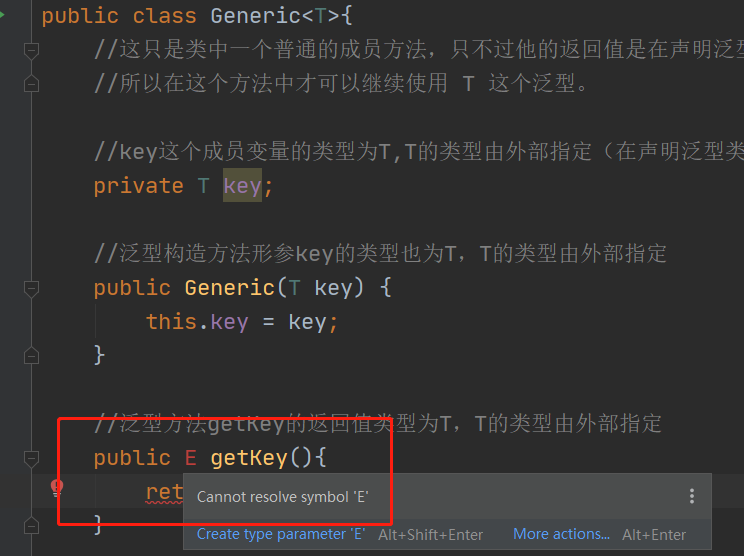 public class Generic<T>{
//这只是类中一个普通的成员方法，只不过他的返回值是在声明泛型
//所以在这个方法中才可以继续使用 T 这个泛型。
//key这个成员变量的类型为T,T的类型由外部指定（在声明泛型类
private T key;
//泛型构造方法形参key的类型也为T，T的类型由外部指定
public Generic(T key) {
this.key = key;
}
//泛型方法getKey的返回值类型为T，T的类型由外部指定
public E getKey(){
ret
Cannot resolve symbol 'E'
}
Create type parameter 'E' Alt+Shift+Enter More actions... Alt+Enter